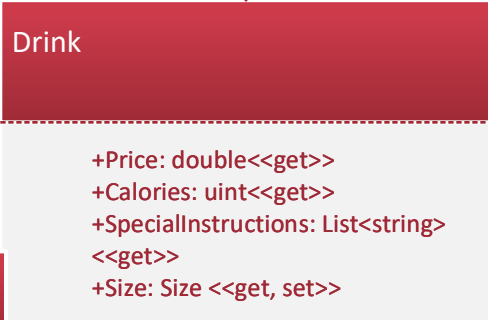 Drink
+Price: double<<get>>
+Calories: uint<<get>>
+SpecialInstructions: List<string>
<<get>>
+Size: Size <<get, set>>